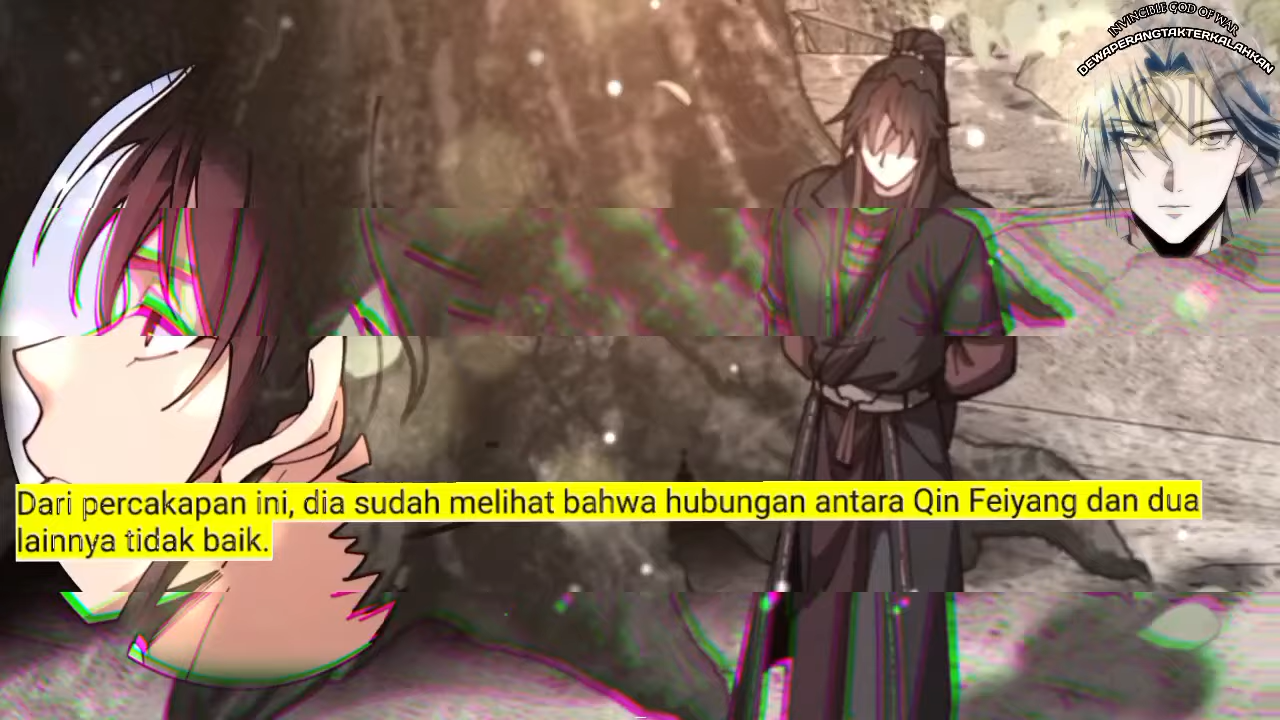 INVINCIBLE GOD OF WAR
DEWAPERANGTAKTERKALAHKAN
Dari percakapan ini, dia sudah melihat bahwa hubungan antara Qin Feiyang dan dua
lainnya tidak baik.